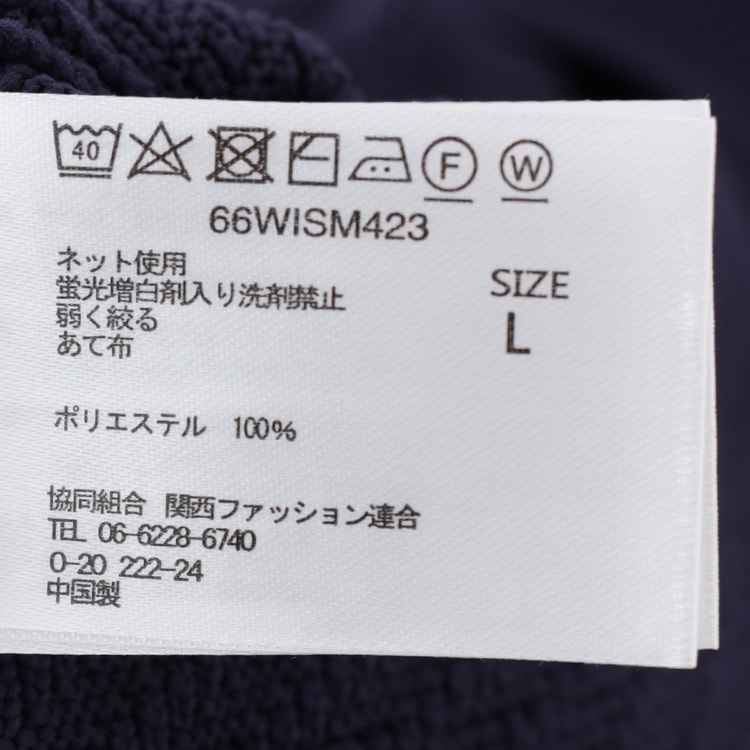 40 F W
66WISM423
ネット使用
蛍光増白剤入り洗剤禁止
弱く絞る
あて布
SIZE
L
ポリエステル 100%
協同組合 関西ファッション連合
TEL 06-6228-6740
0-20 222-24
中国製